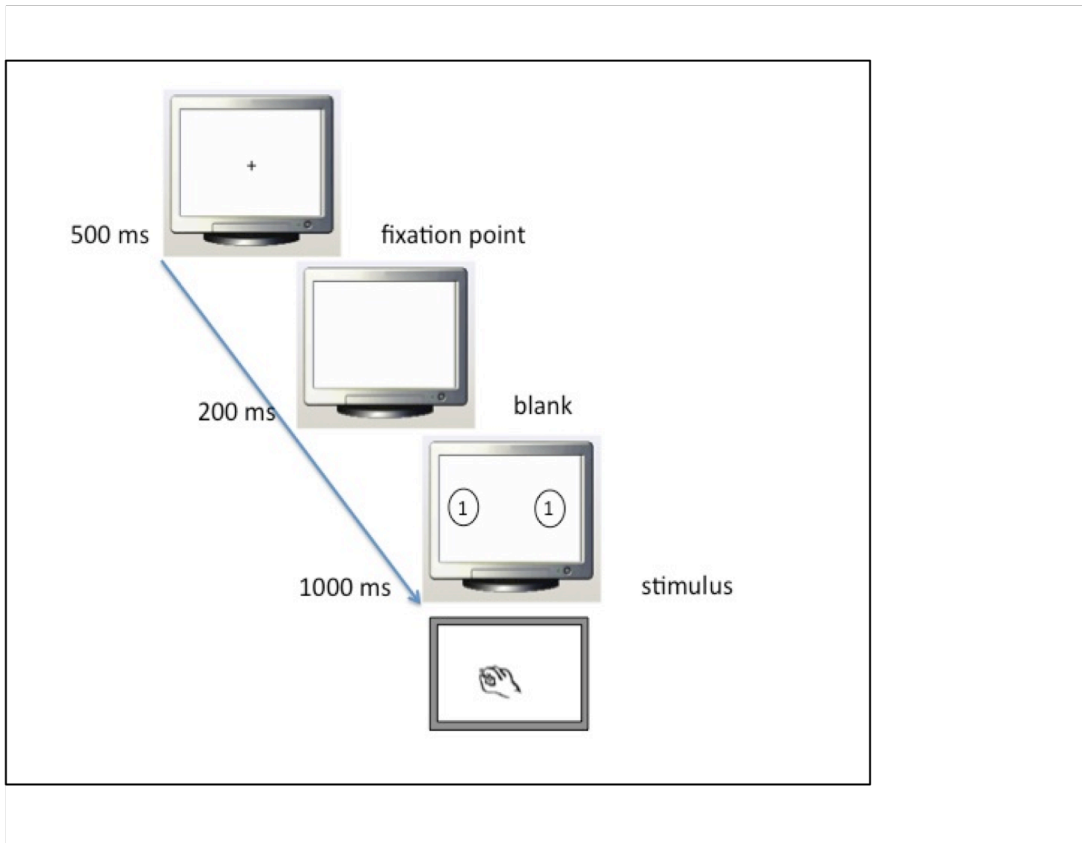 +
500 ms
fixation point
200 ms
blank
1 1
1000 ms
stimulus